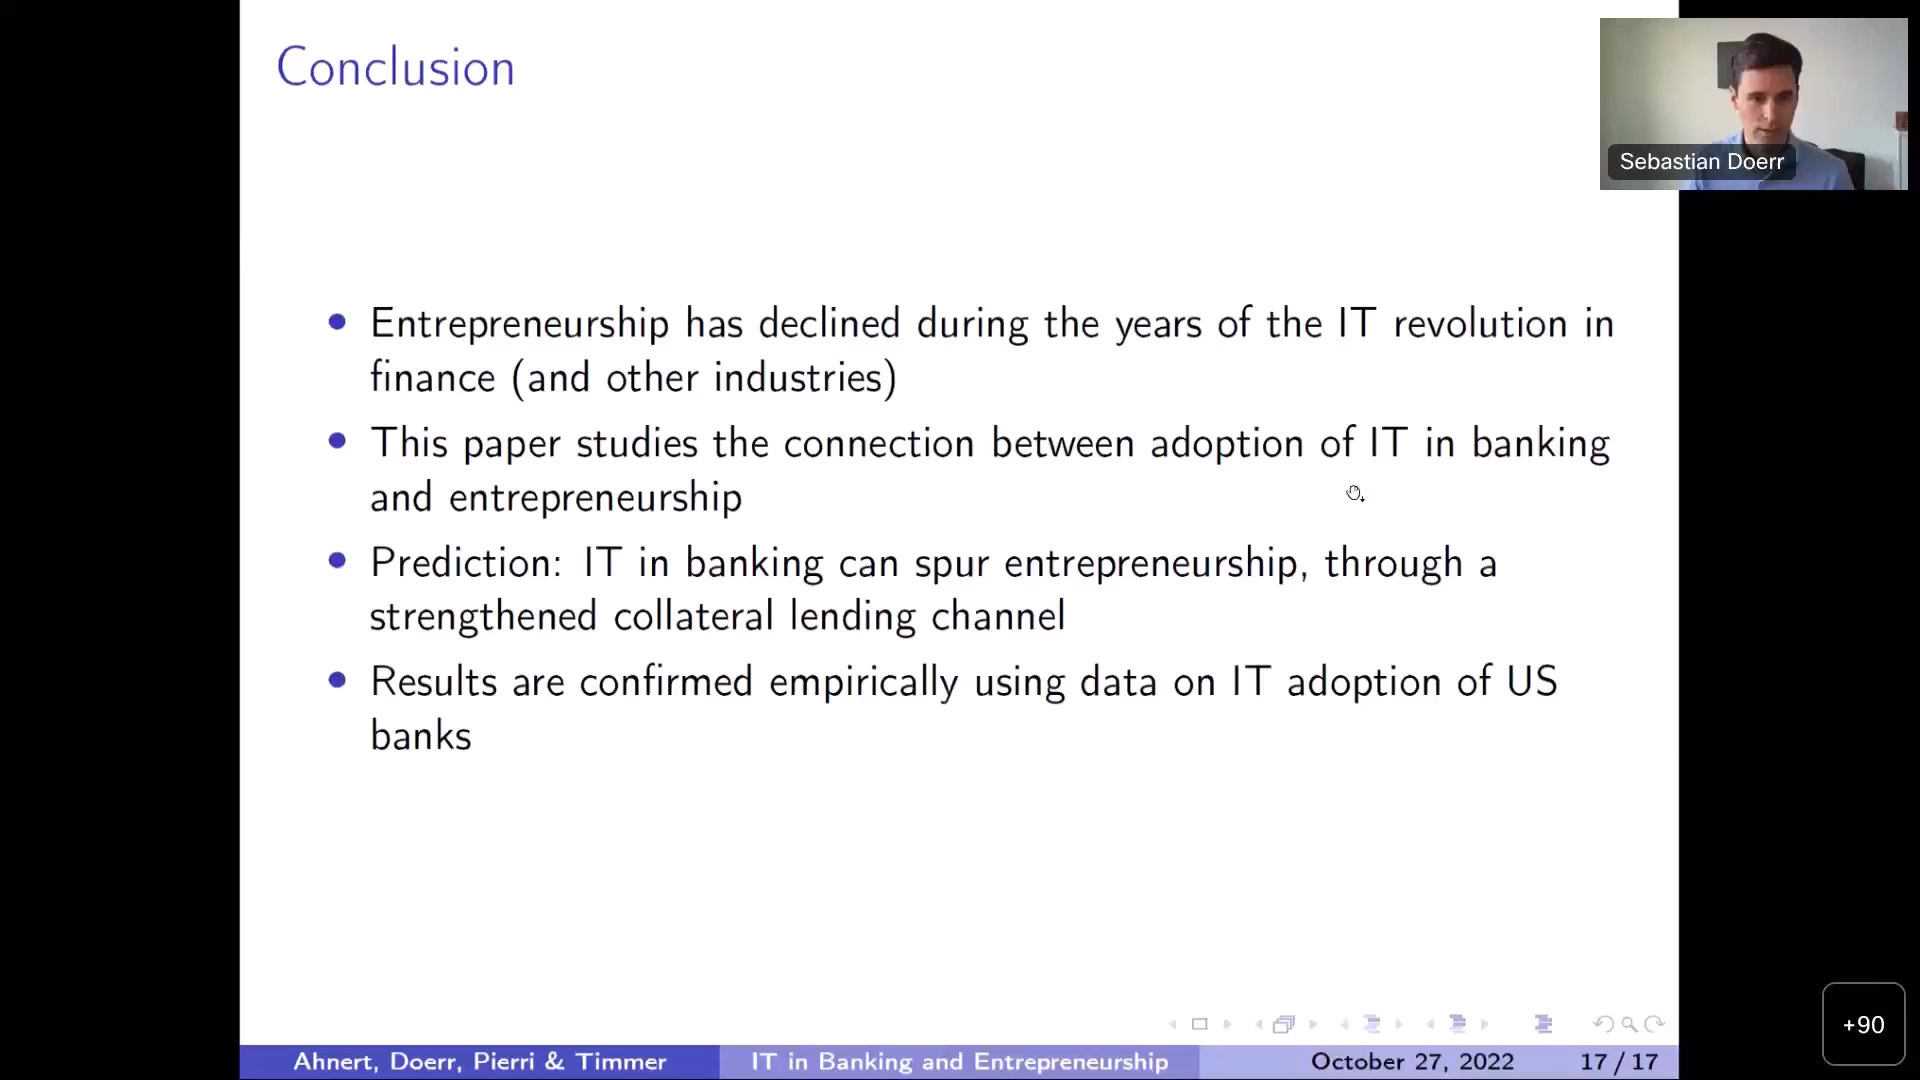 Conclusion
Sebastian Doerr
• Entrepreneurship has declined during the years of the IT revolution in
finance (and other industries)
• This paper studies the connection between adoption of IT in banking
and entrepreneurship
• Prediction: IT in banking can spur entrepreneurship, through a
strengthened collateral lending channel
• Results are confirmed empirically using data on IT adoption of US
banks
+90
Ahnert, Doerr, Pierri & Timmer IT in Banking and Entrepreneurship October 27, 2022 17 / 17